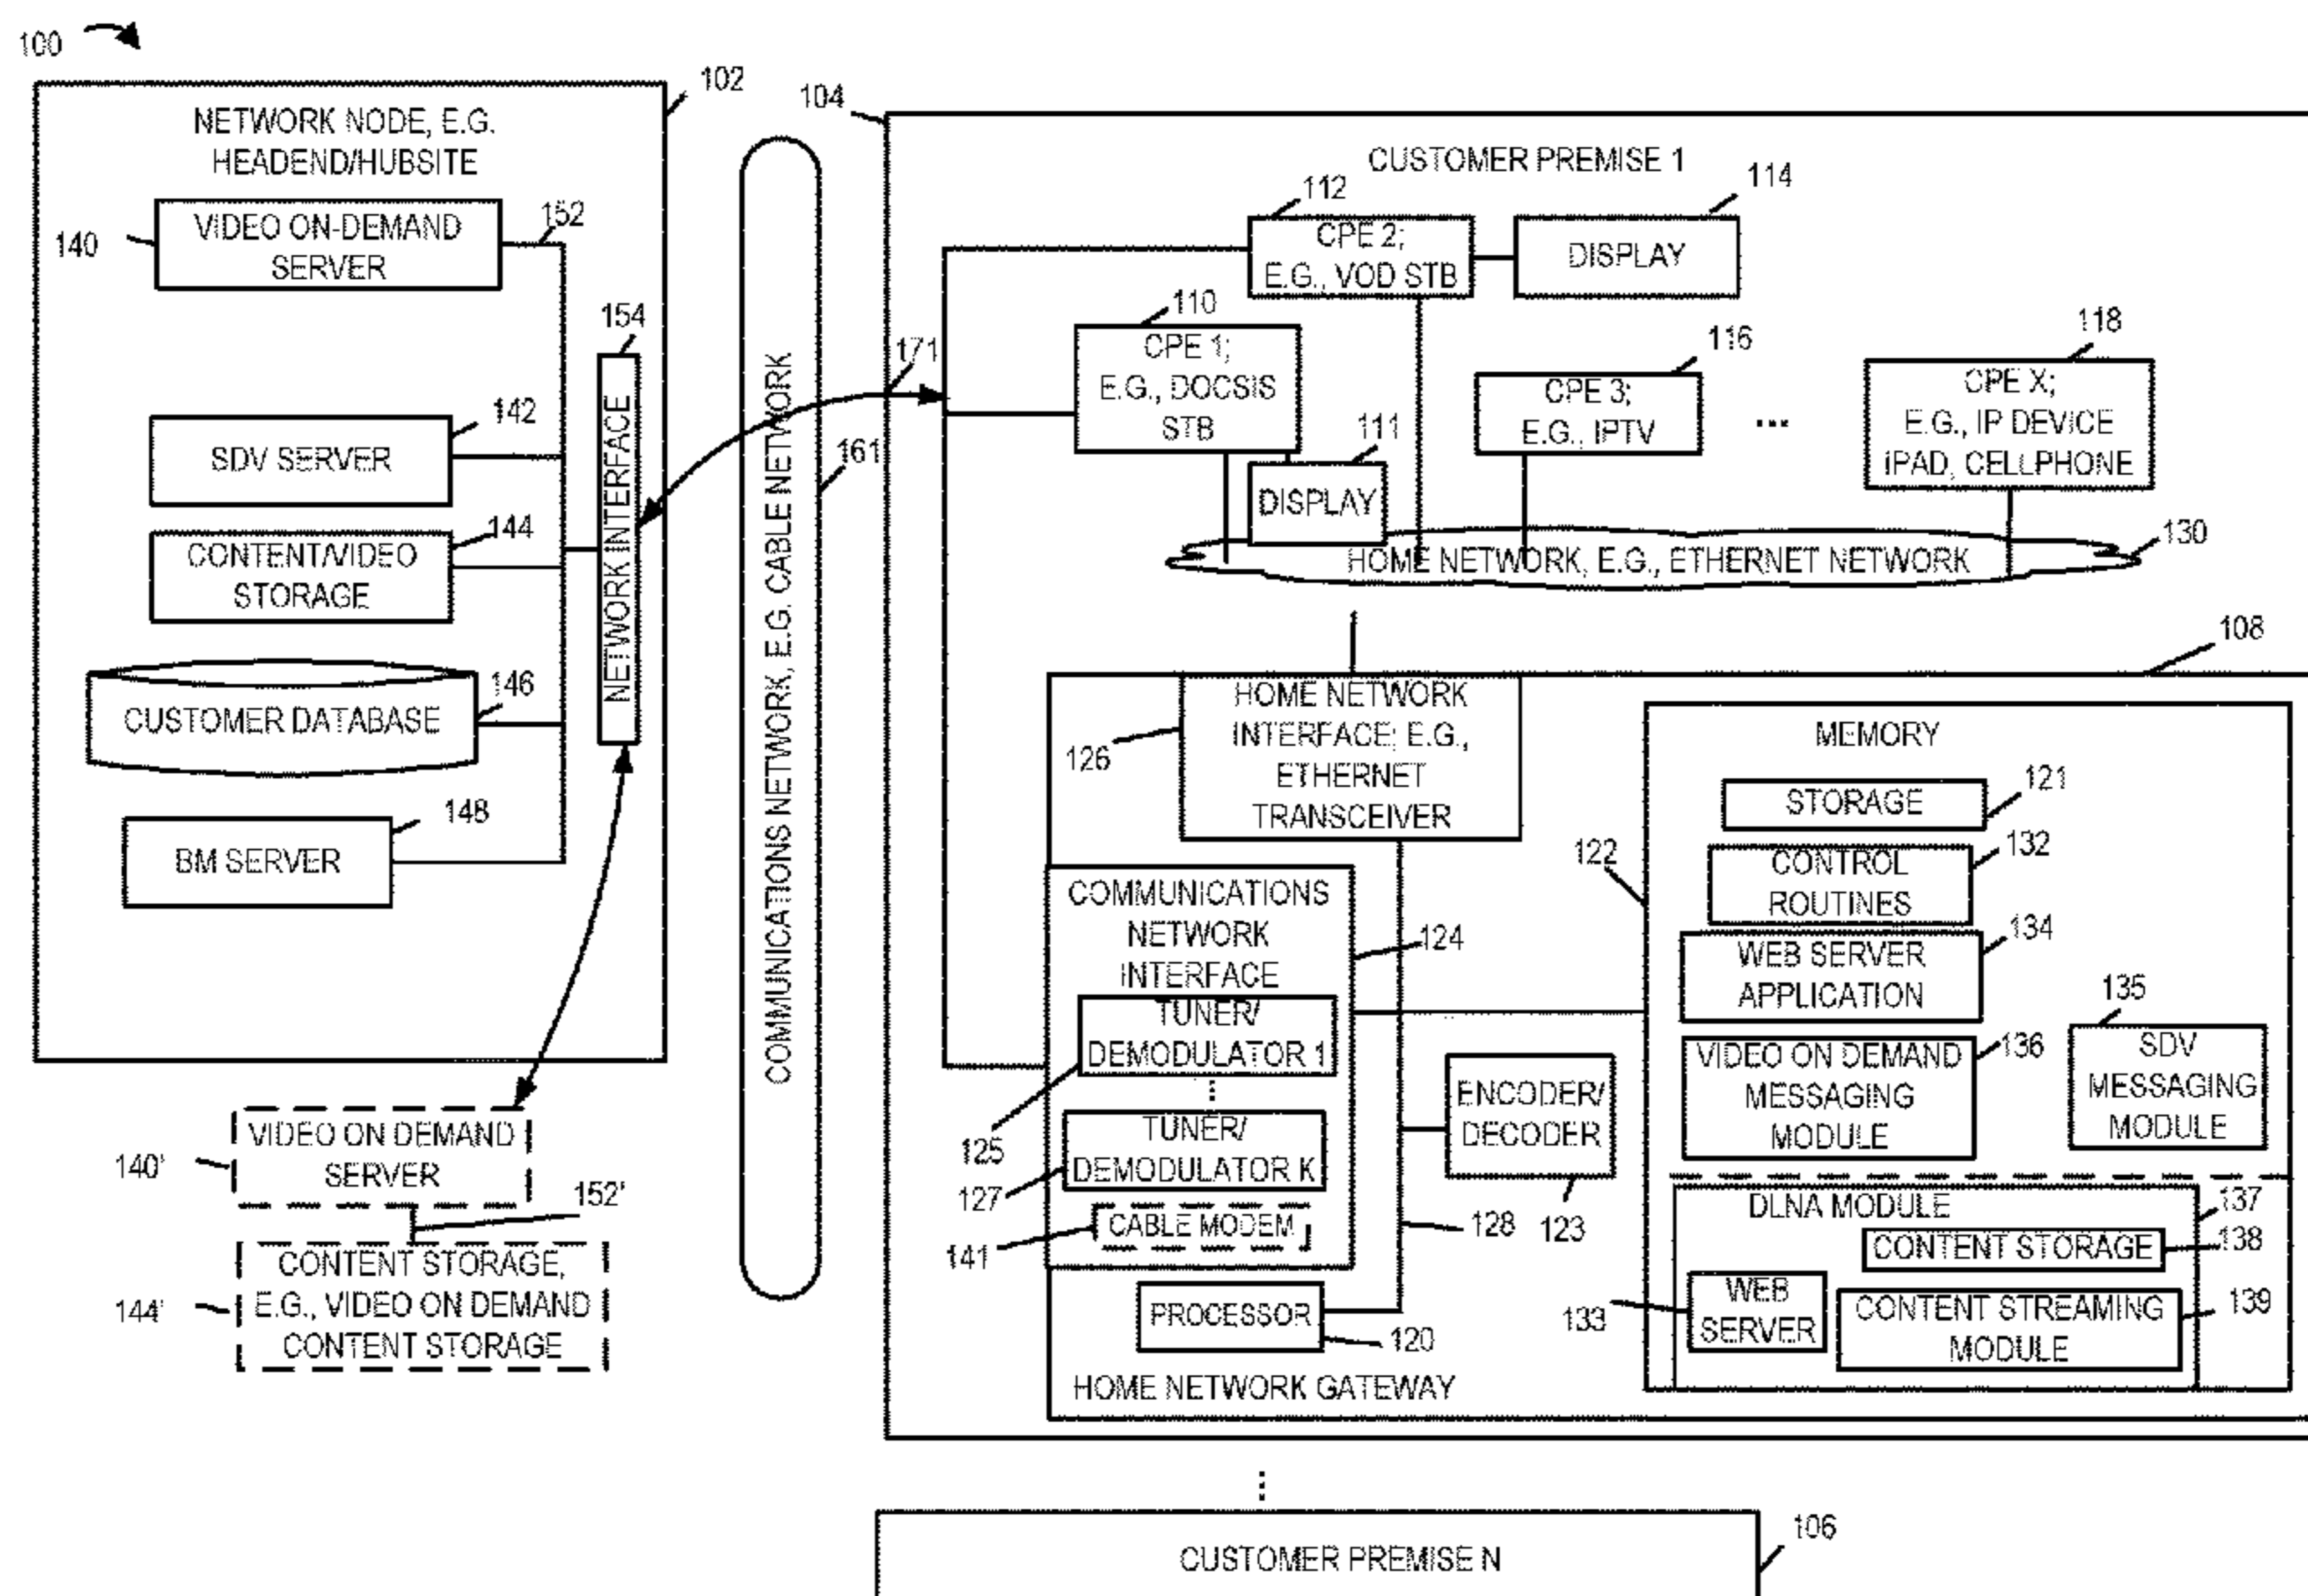 100
102
NETWORK NODE, E.G.
HEADEND/HUBSITE
140
VIDEO ON-DEMAND
SERVER
152
154
NETWORK INTERFACE
142
SDV SERVER
144
CONTENT/VIDEO
STORAGE
146
CUSTOMER DATABASE
148
BM SERVER
140'
VIDEO ON DEMAND
SERVER
152'
144'
CONTENT STORAGE,
E.G., VIDEO ON DEMAND
CONTENT STORAGE
COMMUNICATIONS NETWORK, E.G. CABLE NETWORK
161
171
104
CUSTOMER PREMISE 1
112
CPE 2;
E.G., VOD STB
114
DISPLAY
110
CPE 1;
E.G., DOCSIS
STB
111
DISPLAY
116
CPE 3;
E.G., IPTV
...
118
CPE X;
E.G., IP DEVICE
IPAD, CELLPHONE
HOME NETWORK, E.G., ETHERNET NETWORK
130
108
126
HOME NETWORK
INTERFACE; E.G.,
ETHERNET
TRANSCEIVER
COMMUNICATIONS
NETWORK
INTERFACE
124
TUNER/
DEMODULATOR 1
125
TUNER/
DEMODULATOR K
127
CABLE MODEM
141
ENCODER/
DECODER
123
128
PROCESSOR
120
HOME NETWORK GATEWAY
122
MEMORY
STORAGE
121
CONTROL
ROUTINES
132
WEB SERVER
APPLICATION
134
VIDEO ON DEMAND
MESSAGING
MODULE
136
135
SDV
MESSAGING
MODULE
DLNA MODULE
137
CONTENT STORAGE
138
133
WEB
SERVER
CONTENT STREAMING
MODULE
139
CUSTOMER PREMISE N
106